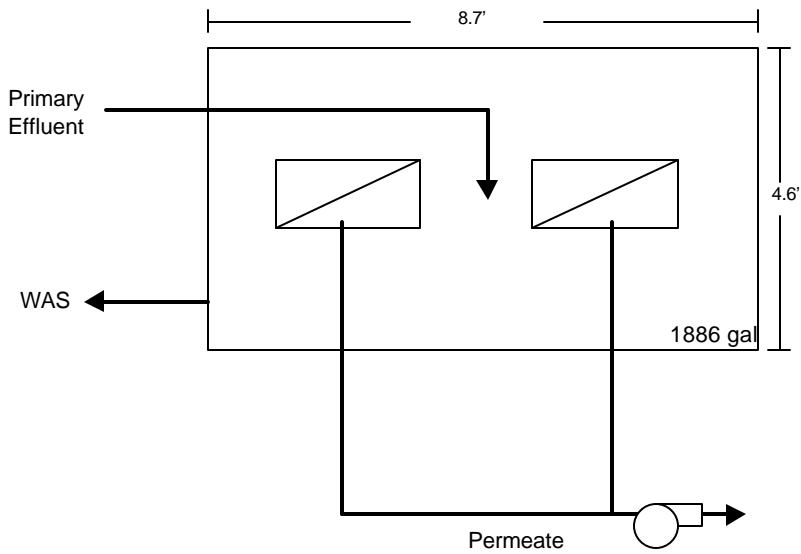 8.7’
Primary
Effluent
4.6’
WAS
1886 gal
Permeate